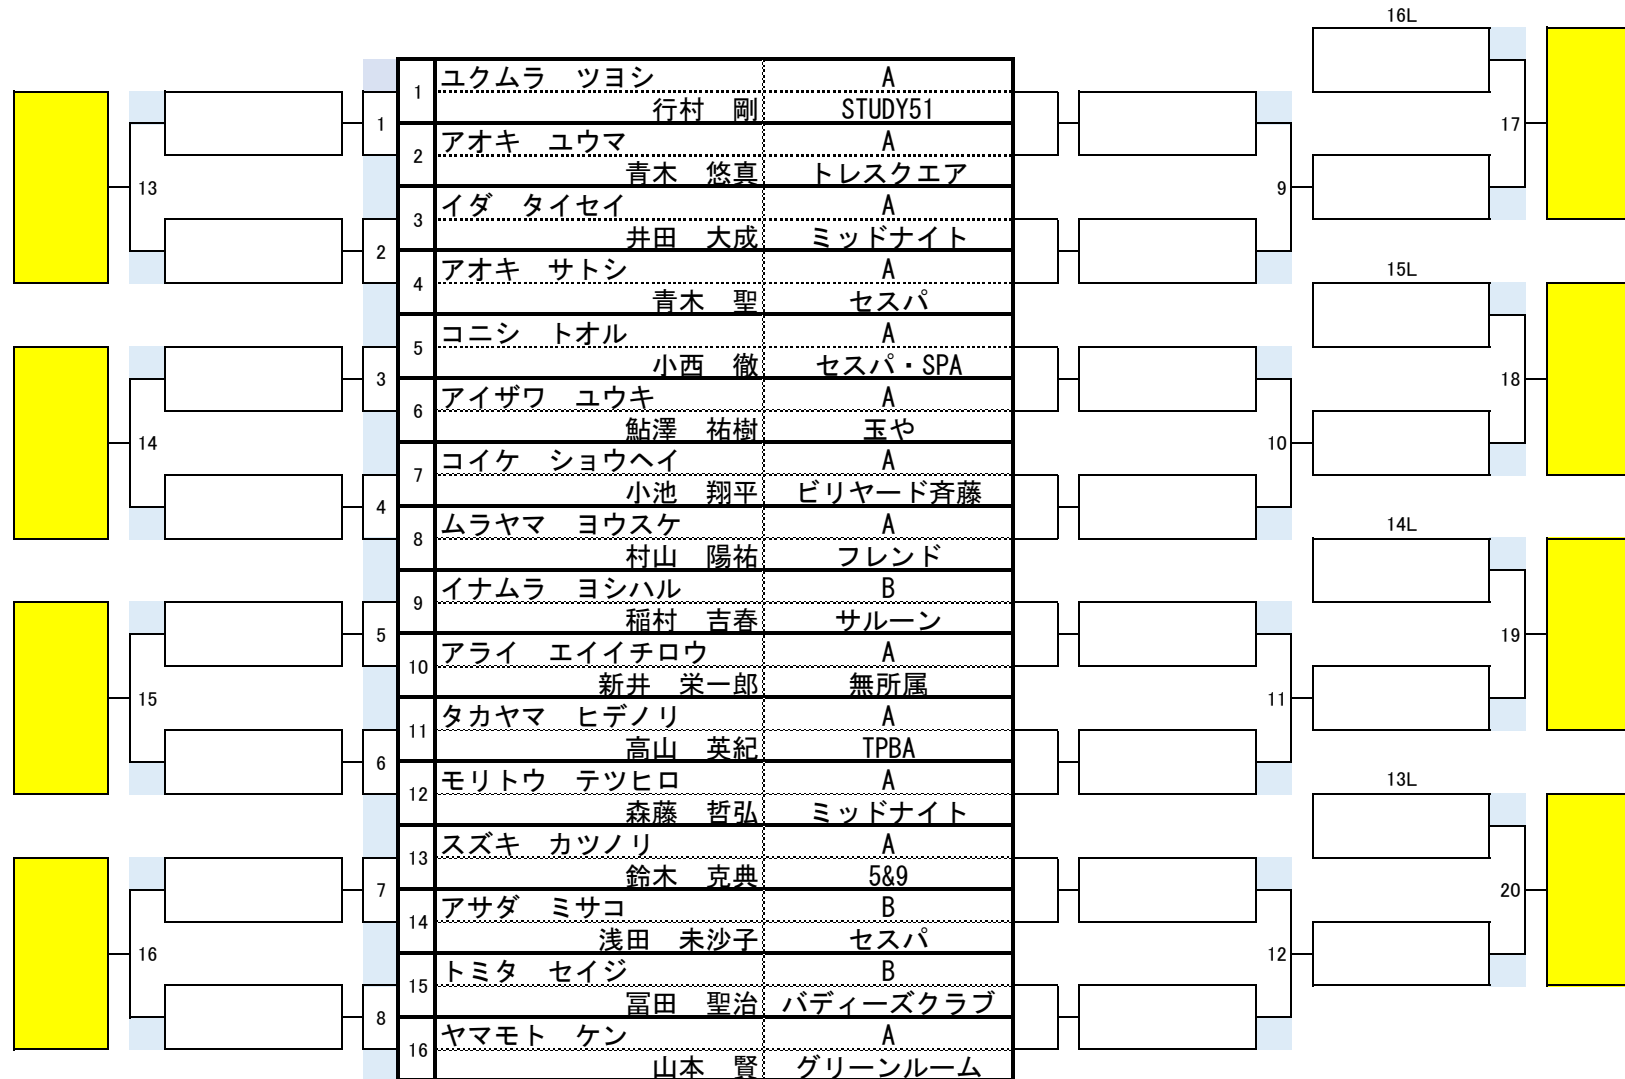 16L
1 ユクムラ ツヨシ A
行村 剛 STUDY51
2 アオキ ユウマ A
青木 悠真 トレスクエア
3 イダ タイセイ A
井田 大成 ミッドナイト
4 アオキ サトシ A
青木 聖 セスパ
5 コニシ トオル A
小西 徹 セスパ・SPA
6 アイザワ ユウキ A
鮎澤 祐樹 玉や
7 コイケ ショウヘイ A
小池 翔平 ビリヤード斉藤
8 ムラヤマ ヨウスケ A
村山 陽祐 フレンド
9 イナムラ ヨシハル B
稲村 吉春 サルーン
10 アライ エイイチロウ A
新井 栄一郎 無所属
11 タカヤマ ヒデノリ A
高山 英紀 TPBA
12 モリトウ テツヒロ A
森藤 哲弘 ミッドナイト
13 スズキ カツノリ A
鈴木 克典 5&9
14 アサダ ミサコ B
浅田 未沙子 セスパ
15 トミタ セイジ B
冨田 聖治 バディーズクラブ
16 ヤマモト ケン A
山本 賢 グリーンルーム
13
14
15
16
1
2
3
4
5
6
7
8
9
10
11
12
15L
14L
13L
17
18
19
20